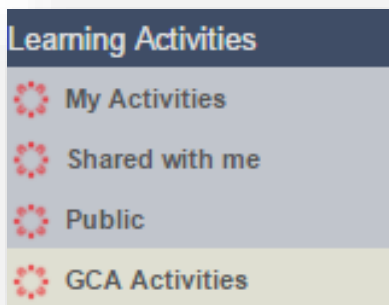 Learning Activities
My Activities
Shared with me
Public
GCA Activities